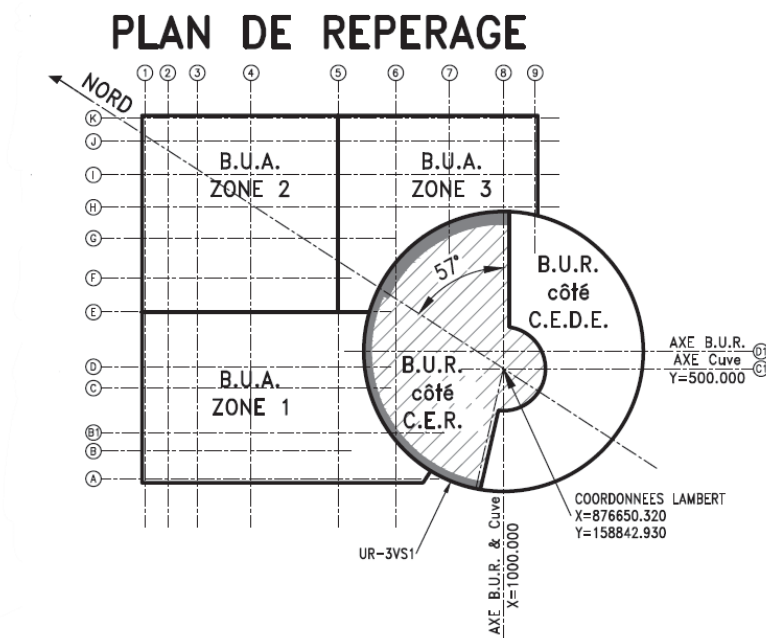 PLAN DE REPERAGE
1 2 3 4 5 6 7 8 9
NORD
K
J
I
H
G
F
E
D
C
B1
B
A
B.U.A.
ZONE 2
B.U.A.
ZONE 3
57°
B.U.R.
côté
C.E.D.E.
B.U.R.
côté
C.E.R.
B.U.A.
ZONE 1
AXE B.U.R.
D1
AXE Cuve
C1
Y=500.000
COORDONNEES LAMBERT
X=876650.320
Y=158842.930
UR-3VS1
AXE B.U.R. & Cuve
X=1000.000